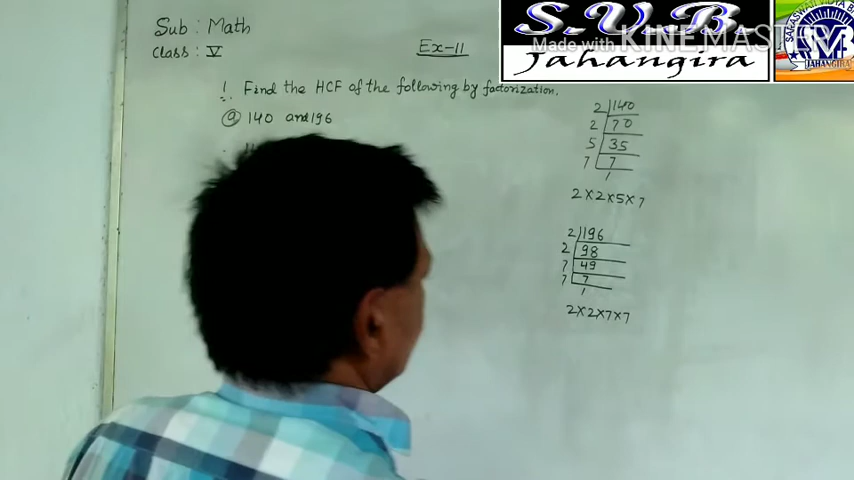 Sub : Math
Class : V
Ex-11
1. Find the HCF of the following by factorization.
(a) 140 and 196
2 | 140
2 | 70
5 | 35
7 | 7
1
2 × 2 × 5 × 7
2 | 196
2 | 98
7 | 49
7 | 7
1
2 × 2 × 7 × 7
S.V.B.
Jahangira
Made with KINEMASTER
JAHANGIRA